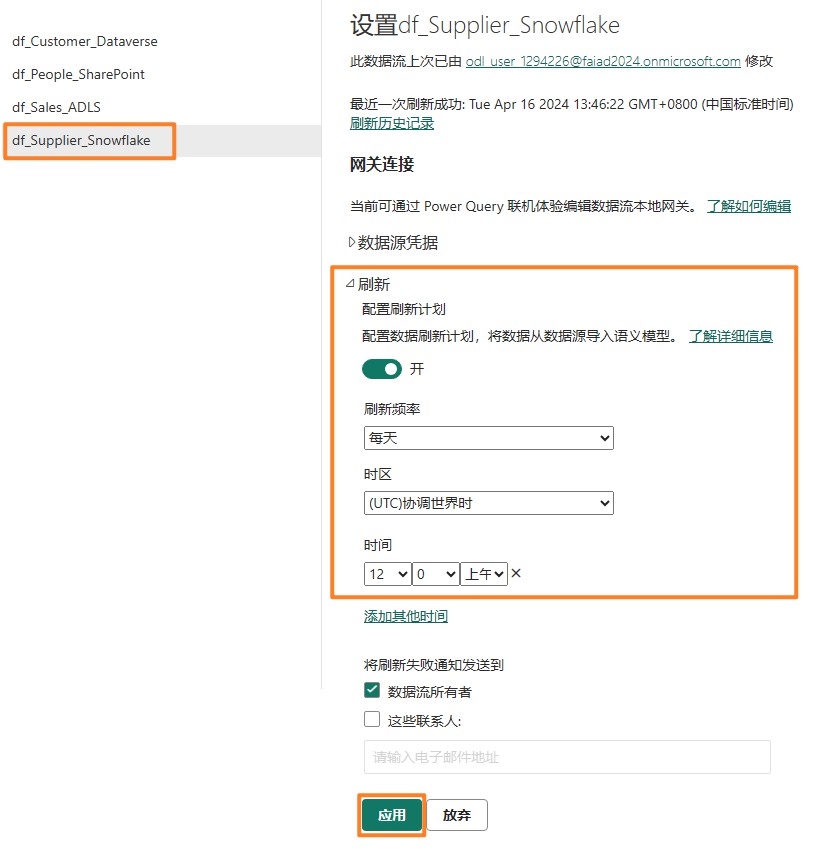 df_Customer_Dataverse
df_People_SharePoint
df_Sales_ADLS
df_Supplier_Snowflake
设置df_Supplier_Snowflake
此数据流上次已由 odl_user_1294226@faiad2024.onmicrosoft.com 修改
最近一次刷新成功: Tue Apr 16 2024 13:46:22 GMT+0800 (中国标准时间)
刷新历史记录
网关连接
当前可通过 Power Query 联机体验编辑数据流本地网关。 了解如何编辑
数据源凭据
刷新
配置刷新计划
配置数据刷新计划，将数据从数据源导入语义模型。 了解详细信息
开
刷新频率
每天
时区
(UTC)协调世界时
时间
12 0 上午 ×
添加其他时间
将刷新失败通知发送到
数据流所有者
这些联系人:
请输入电子邮件地址
应用 放弃